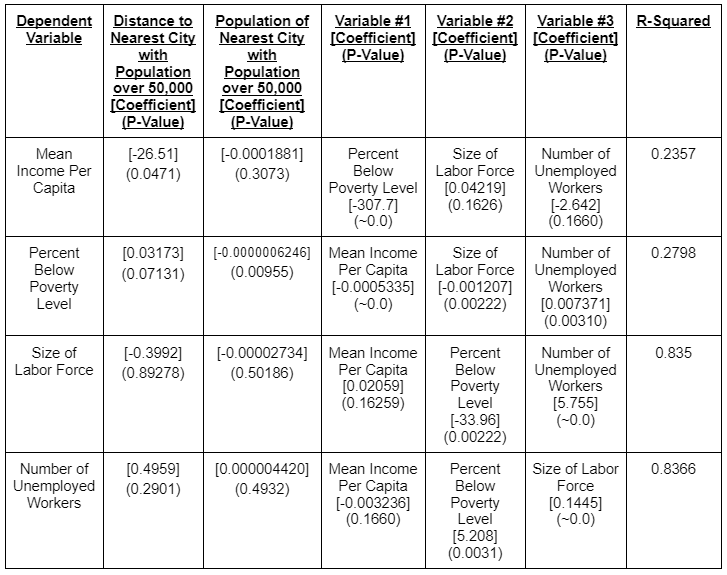 Dependent Variable
Distance to Nearest City with Population over 50,000 [Coefficient] (P-Value)
Population of Nearest City with Population over 50,000 [Coefficient] (P-Value)
Variable #1 [Coefficient] (P-Value)
Variable #2 [Coefficient] (P-Value)
Variable #3 [Coefficient] (P-Value)
R-Squared
Mean Income Per Capita
[-26.51]
(0.0471)
[-0.0001881]
(0.3073)
Percent Below Poverty Level
[-307.7]
(~0.0)
Size of Labor Force
[0.04219]
(0.1626)
Number of Unemployed Workers
[-2.642]
(0.1660)
0.2357
Percent Below Poverty Level
[0.03173]
(0.07131)
[-0.0000006246]
(0.00955)
Mean Income Per Capita
[-0.0005335]
(~0.0)
Size of Labor Force
[-0.001207]
(0.00222)
Number of Unemployed Workers
[0.007371]
(0.00310)
0.2798
Size of Labor Force
[-0.3992]
(0.89278)
[-0.00002734]
(0.50186)
Mean Income Per Capita
[0.02059]
(0.16259)
Percent Below Poverty Level
[-33.96]
(0.00222)
Number of Unemployed Workers
[5.755]
(~0.0)
0.835
Number of Unemployed Workers
[0.4959]
(0.2901)
[0.000004420]
(0.4932)
Mean Income Per Capita
[-0.003236]
(0.1660)
Percent Below Poverty Level
[5.208]
(0.0031)
Size of Labor Force
[0.1445]
(~0.0)
0.8366